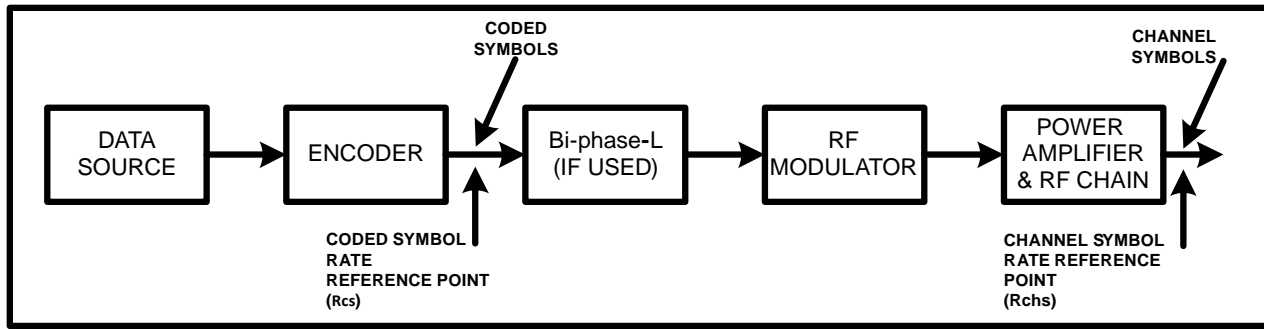 CODED
SYMBOLS
CHANNEL
SYMBOLS
DATA
SOURCE
ENCODER
Bi-phase-L
(IF USED)
RF
MODULATOR
POWER
AMPLIFIER
& RF CHAIN
CODED SYMBOL
RATE
REFERENCE POINT
(Rcs)
CHANNEL SYMBOL
RATE REFERENCE
POINT
(Rchs)